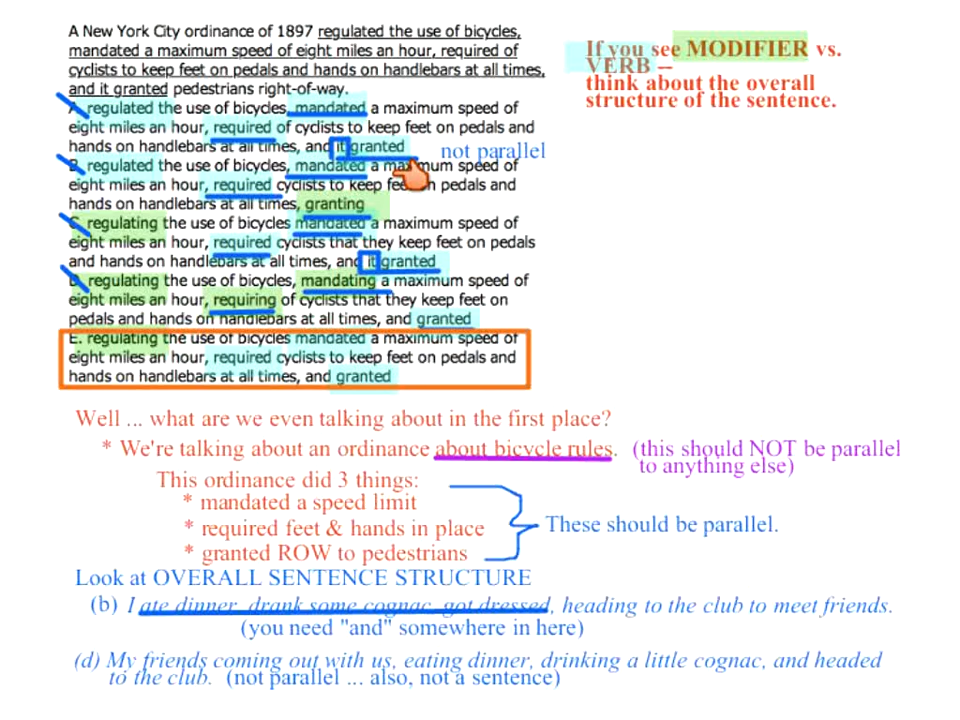 A New York City ordinance of 1897 regulated the use of bicycles,
mandated a maximum speed of eight miles an hour, required of
cyclists to keep feet on pedals and hands on handlebars at all times,
and it granted pedestrians right-of-way.
A. regulated the use of bicycles, mandated a maximum speed of
eight miles an hour, required of cyclists to keep feet on pedals and
hands on handlebars at all times, and it granted
not parallel
B. regulated the use of bicycles, mandated a maximum speed of
eight miles an hour, required cyclists to keep feet on pedals and
hands on handlebars at all times, granting
C. regulating the use of bicycles mandated a maximum speed of
eight miles an hour, required cyclists that they keep feet on pedals
and hands on handlebars at all times, and it granted
D. regulating the use of bicycles, mandating a maximum speed of
eight miles an hour, requiring of cyclists that they keep feet on
pedals and hands on handlebars at all times, and granted
E. regulating the use of bicycles mandated a maximum speed of
eight miles an hour, required cyclists to keep feet on pedals and
hands on handlebars at all times, and granted
If you see MODIFIER vs.
VERB --
think about the overall
structure of the sentence.
Well ... what are we even talking about in the first place?
* We're talking about an ordinance about bicycle rules. (this should NOT be parallel
to anything else)
This ordinance did 3 things:
* mandated a speed limit
* required feet & hands in place
* granted ROW to pedestrians
These should be parallel.
Look at OVERALL SENTENCE STRUCTURE
(b) I ate dinner, drank some cognac, got dressed, heading to the club to meet friends.
(you need "and" somewhere in here)
(d) My friends coming out with us, eating dinner, drinking a little cognac, and headed
to the club. (not parallel ... also, not a sentence)